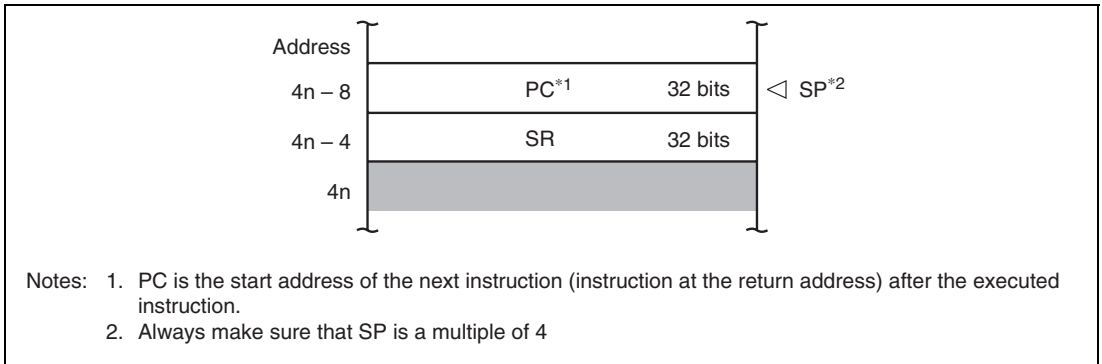 Address
4n – 8 PC*1 32 bits ◁ SP*2
4n – 4 SR 32 bits
4n
Notes: 1. PC is the start address of the next instruction (instruction at the return address) after the executed
instruction.
2. Always make sure that SP is a multiple of 4